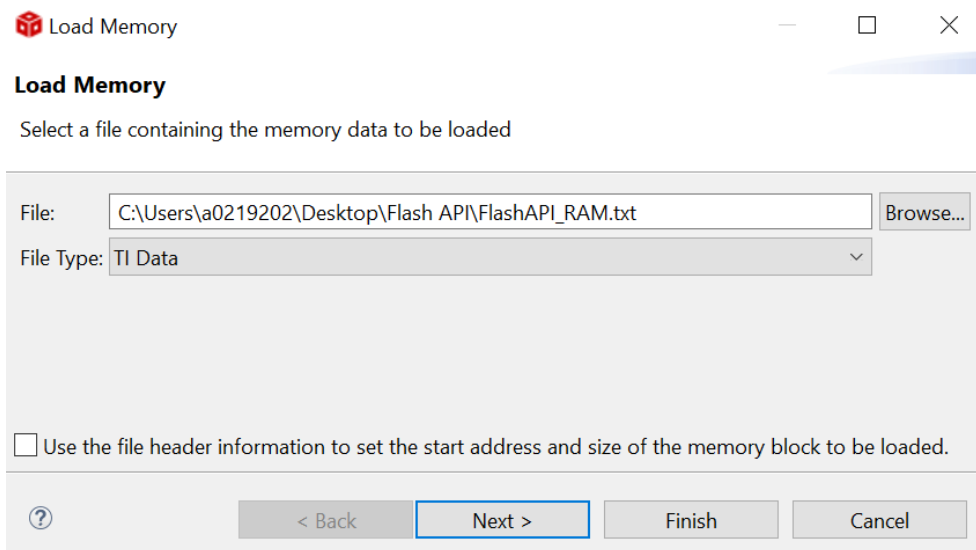 Load Memory
Load Memory
Select a file containing the memory data to be loaded
File: C:\Users\a0219202\Desktop\Flash API\FlashAPI_RAM.txt Browse...
File Type: TI Data
Use the file header information to set the start address and size of the memory block to be loaded.
? < Back Next > Finish Cancel